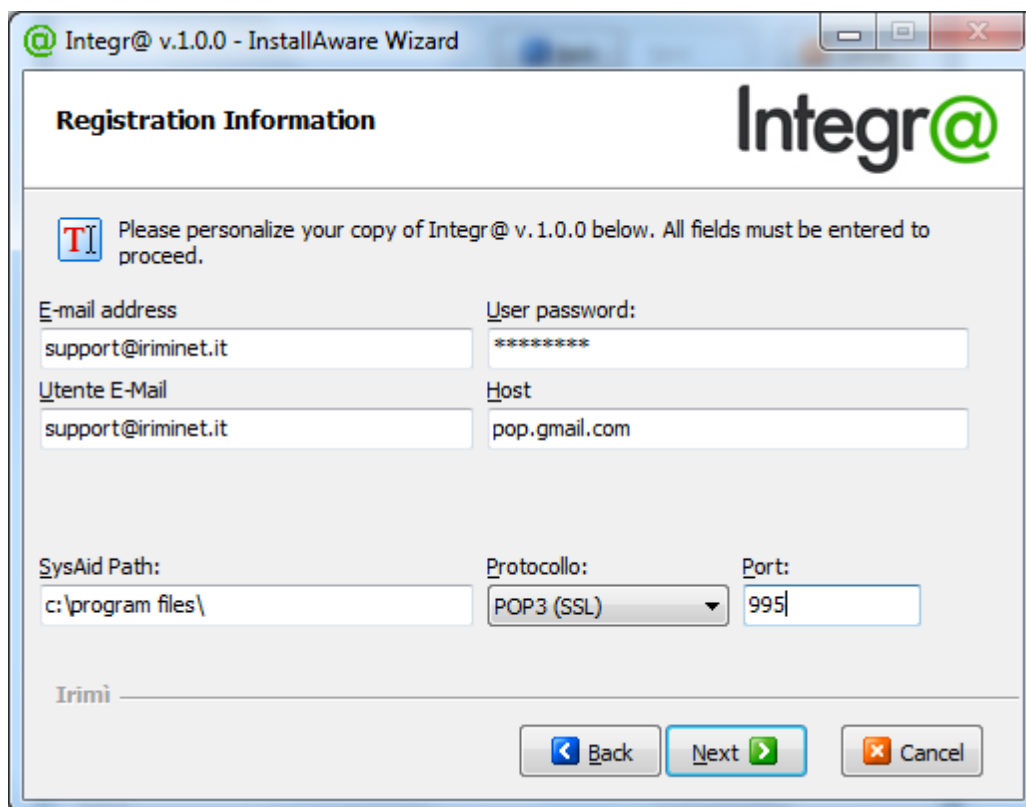 Integr@ v.1.0.0 - InstallAware Wizard
Registration Information
Integr@
Please personalize your copy of Integr@ v.1.0.0 below. All fields must be entered to
proceed.
E-mail address
User password:
support@iriminet.it
********
Utente E-Mail
Host
support@iriminet.it
pop.gmail.com
SysAid Path:
Protocollo:
Port:
c:\program files\
POP3 (SSL)
995
Irimì
Back
Next
Cancel